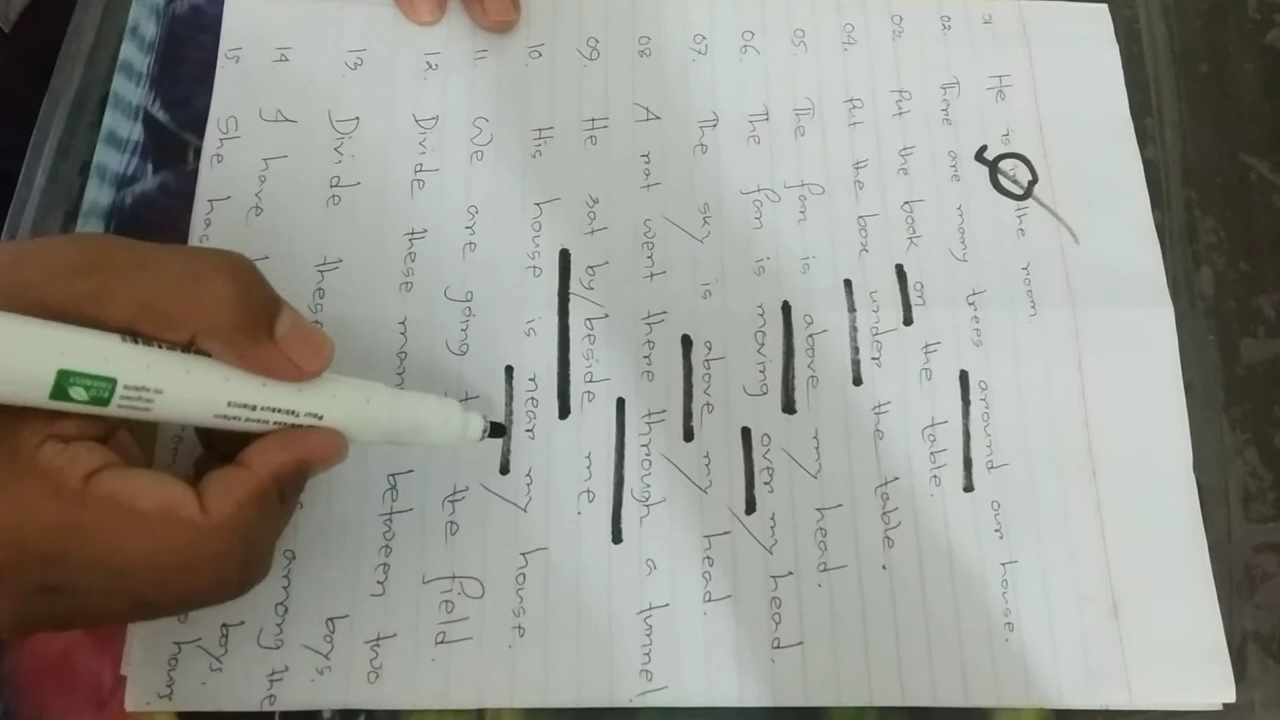 01 He is in the room.
02. There are many trees around our house.
03. Put the book on the table.
04. Put the box under the table.
05. The fan is above my head.
06. The fan is moving over my head.
07. The sky is above my head.
08 A rat went there through a tunnel
09. He sat by/beside me.
10. His house is near my house.
11. We are going the field.
12. Divide these between two
boys.
13. Divide these among the
boys.
14 I have
15. She has hours.
ECO